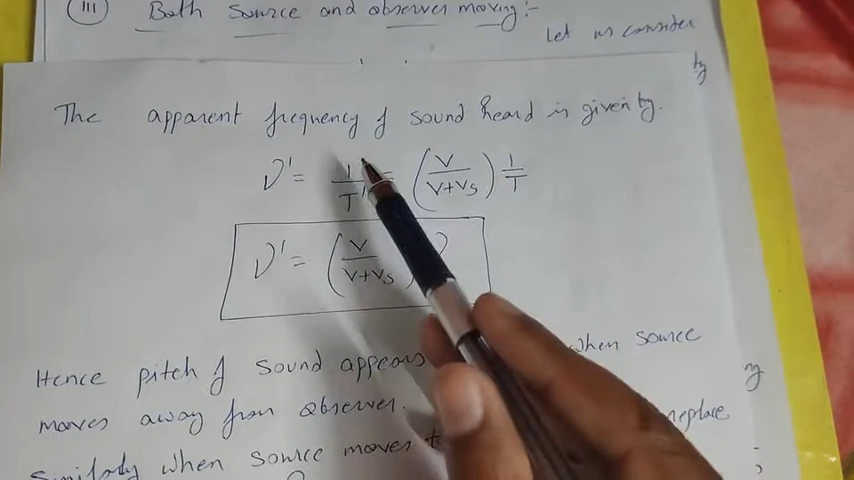 III Both Source and observer moving:-
Let us consider
The apparent frequency of sound heard is given by.
ν' = 1/T' = (V/V+Vs) 1/T
ν' = (V/V+Vs) ν
Hence pitch of sound appears when source
moves away from observer.
Similarly when source moves replace